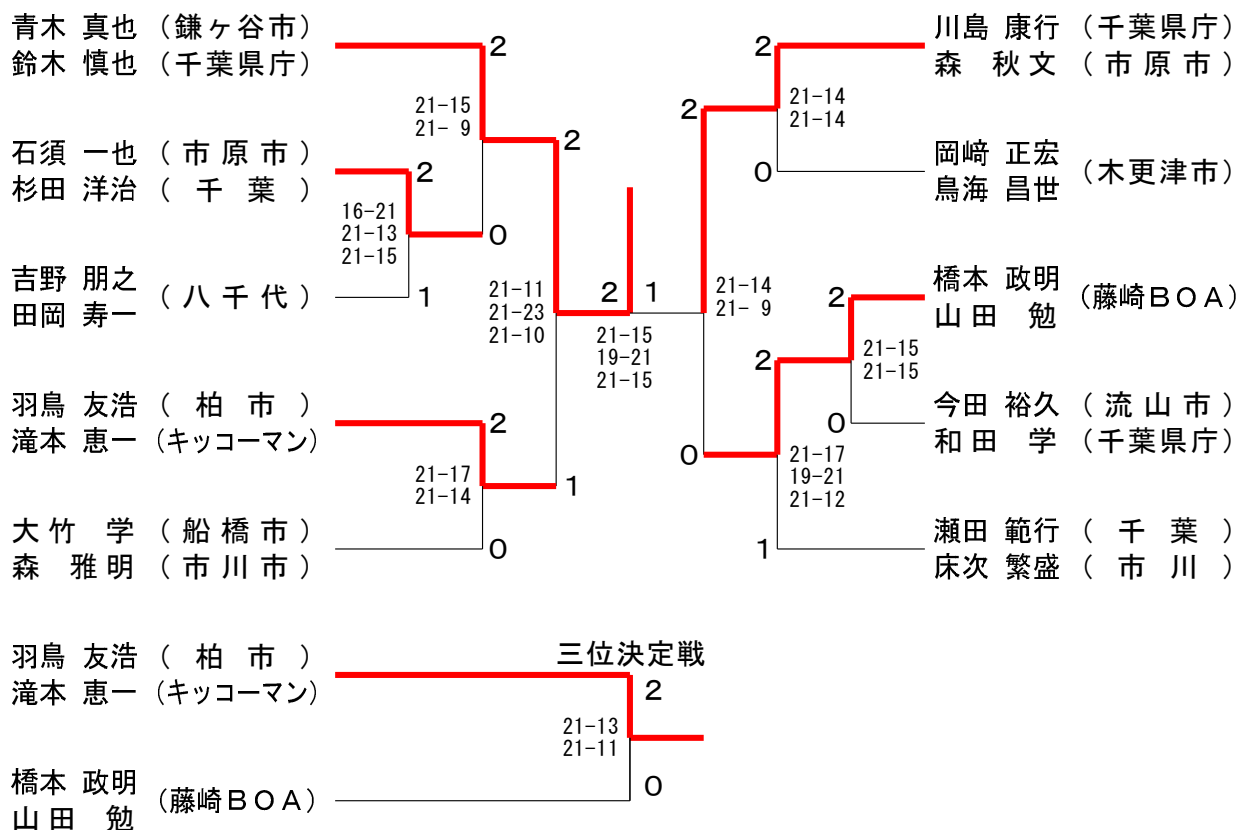 青木 真也 (鎌ヶ谷市)
鈴木 慎也 (千葉県庁)
2
21-15
21- 9
石須 一也 (市原市)
杉田 洋治 (千葉)
2
16-21
21-13
21-15
0
吉野 朋之
田岡 寿一
(八千代)
1
2
21-11
21-23
21-10
羽鳥 友浩 (柏市)
滝本 恵一 (キッコーマン)
2
21-17
21-14
1
大竹 学 (船橋市)
森 雅明 (市川市)
0
2
1
21-15
19-21
21-15
川島 康行 (千葉県庁)
森 秋文 (市原市)
2
21-14
21-14
2
岡﨑 正宏
鳥海 昌世
(木更津市)
0
21-14
21- 9
橋本 政明
山田 勉
(藤崎BOA)
2
21-15
21-15
2
今田 裕久 (流山市)
和田 学 (千葉県庁)
0
0
21-17
19-21
21-12
瀬田 範行 (千葉)
床次 繁盛 (市川)
1
三位決定戦
羽鳥 友浩 (柏市)
滝本 恵一 (キッコーマン)
2
21-13
21-11
橋本 政明
山田 勉
(藤崎BOA)
0